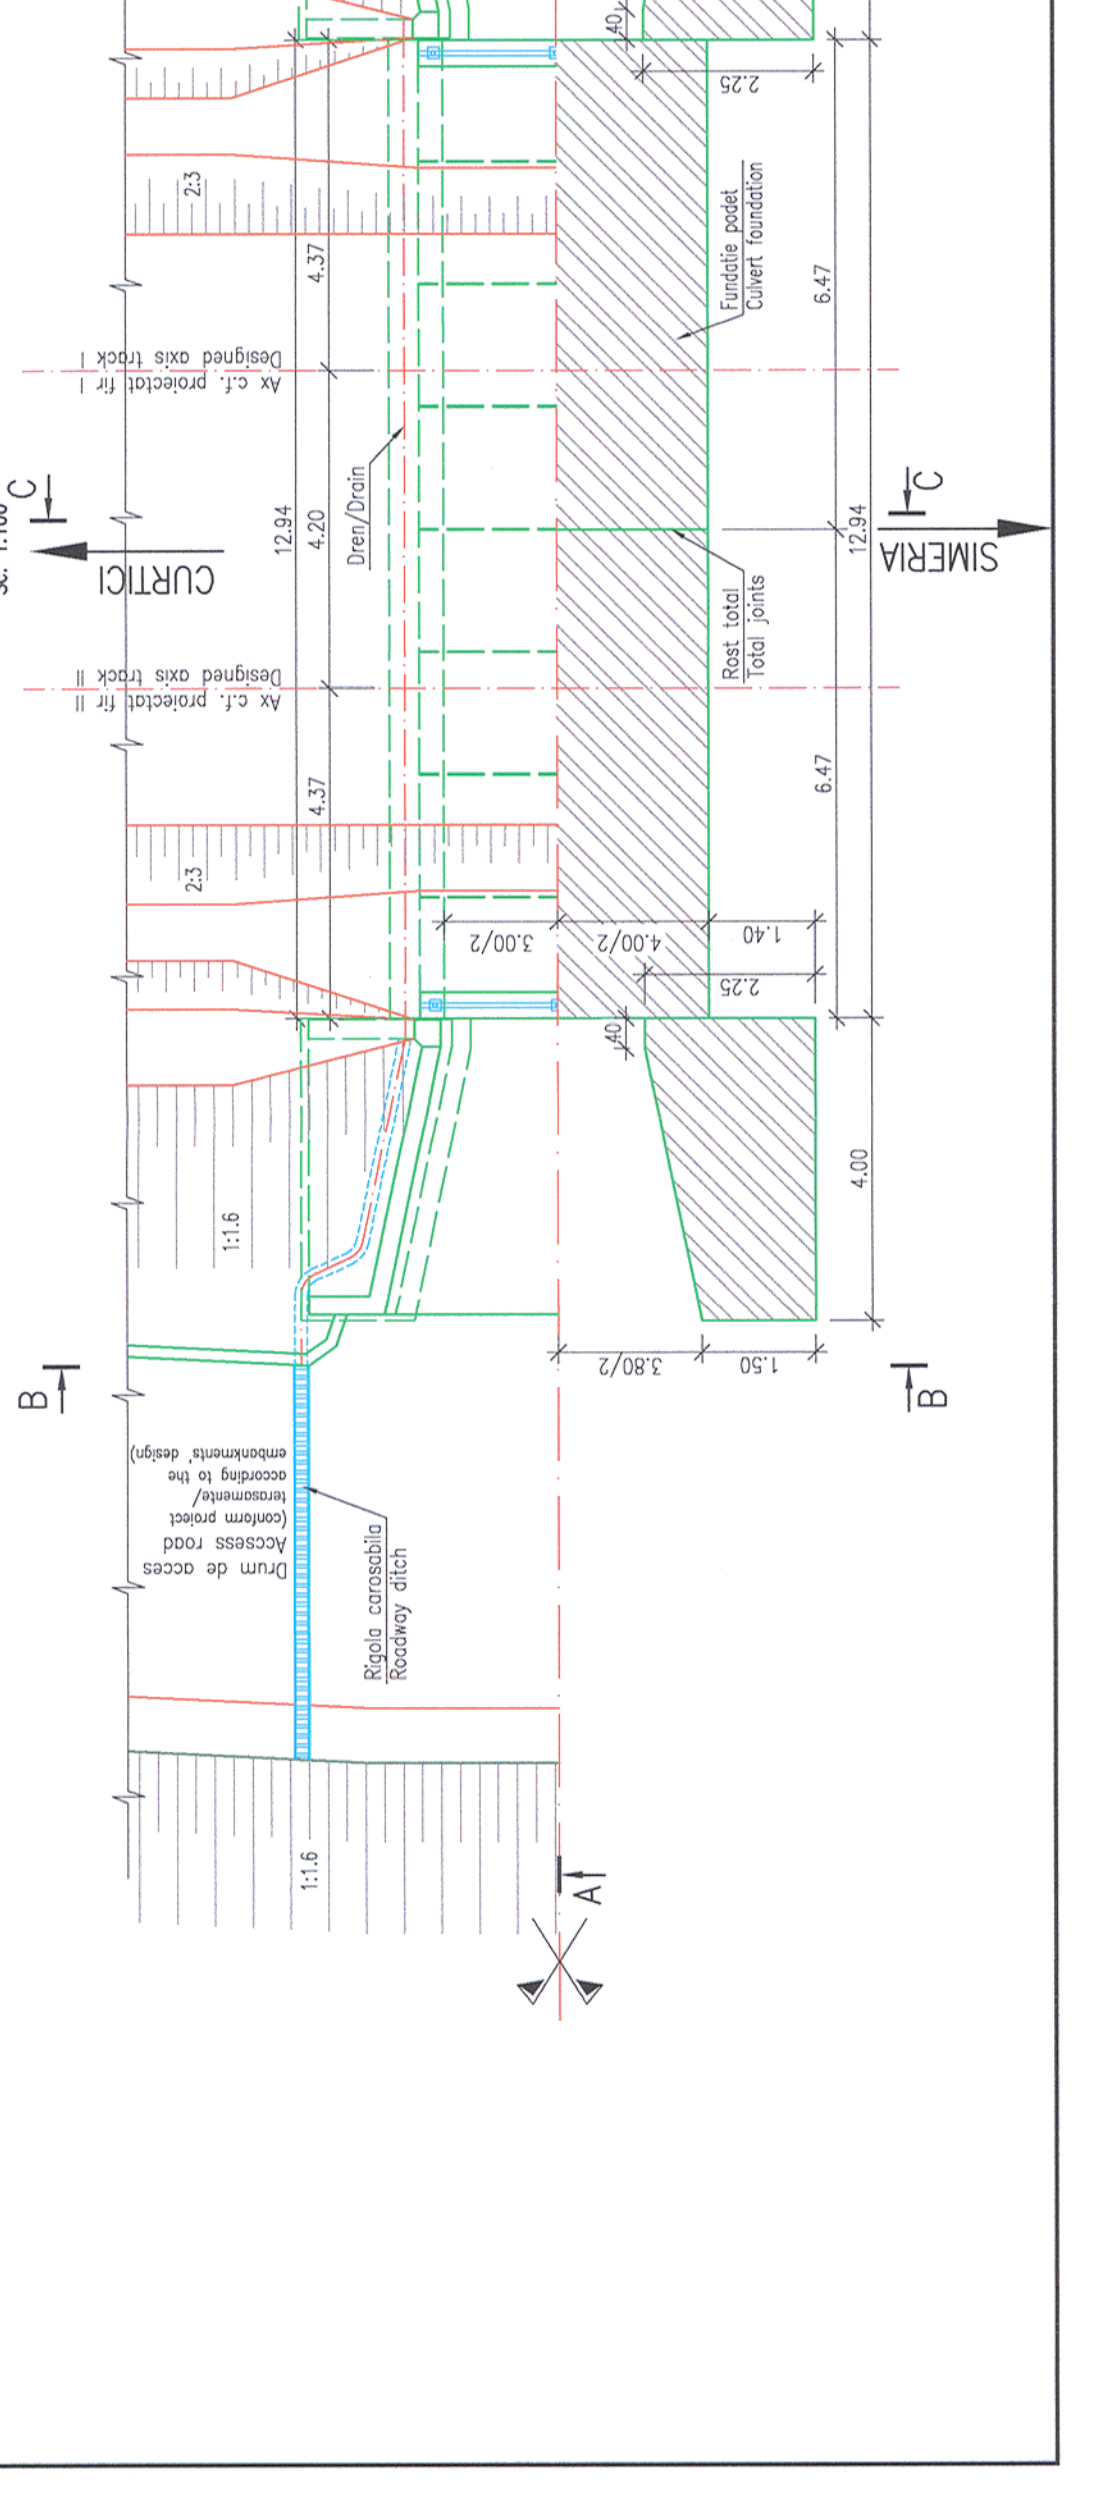 sc. 1:100
C
CURTICI
40
2.25
2:3
4.37
Designed axis track I
Ax c.f. proiectat fir I
Fundatie podet
Culvert foundation
6.47
12.94
4.20
Dren/Drain
C
12.94
SIMERIA
Rost total
Total joints
Designed axis track II
Ax c.f. proiectat fir II
4.37
6.47
2:3
3.00/2
4.00/2
1.40
2.25
40
4.00
1:1.6
3.80/2
1.50
B
B
Drum de acces
Accsess road
(conform proiect
terasamente/
according to the
embankments' design)
Rigola carosabila
Roadway ditch
1:1.6
A